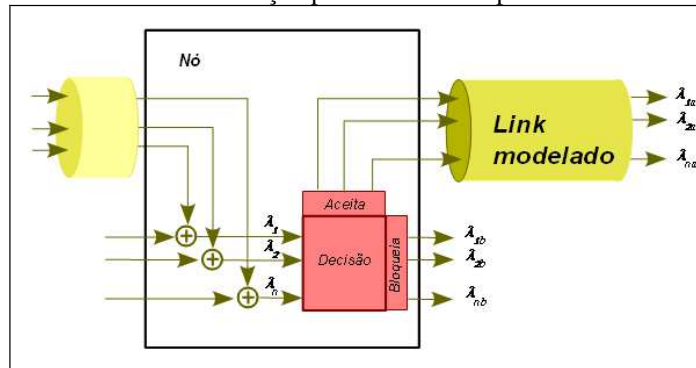 Nó
Link
modelado
λ1a
λ2a
λna
Aceita
Decisão
Bloqueia
λ1
λ2
λn
λ1b
λ2b
λnb